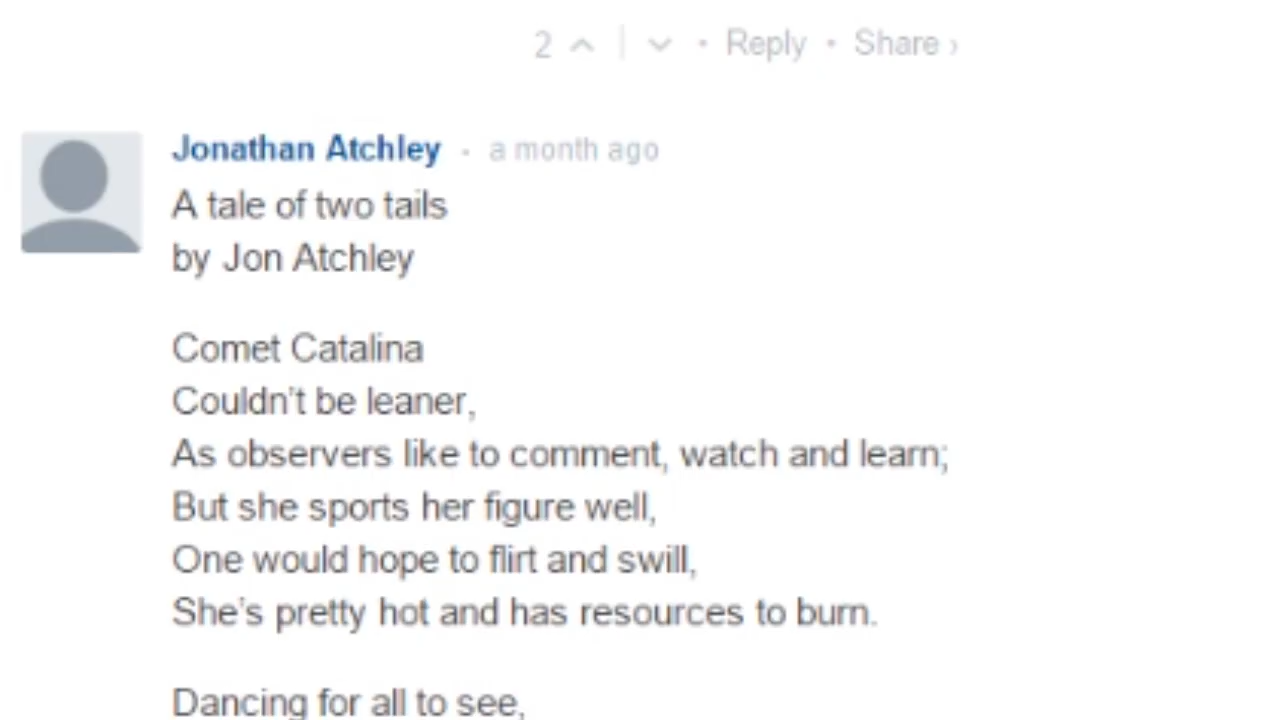 2 • Reply • Share ›
Jonathan Atchley • a month ago
A tale of two tails
by Jon Atchley
Comet Catalina
Couldn't be leaner,
As observers like to comment, watch and learn;
But she sports her figure well,
One would hope to flirt and swill,
She's pretty hot and has resources to burn.
Dancing for all to see,